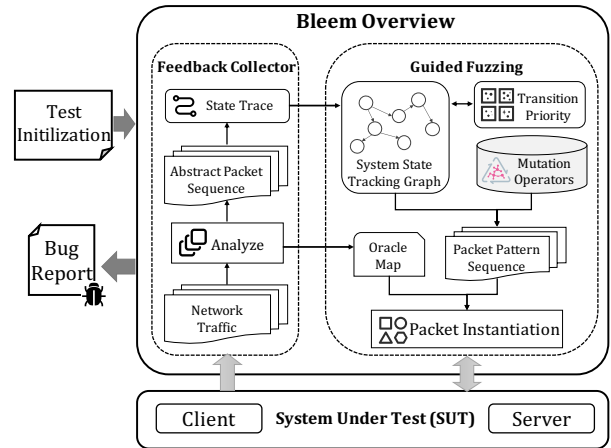 Bleem Overview
Test
Initilization
Bug
Report
Feedback Collector
State Trace
Abstract Packet
Sequence
Analyze
Network
Traffic
Guided Fuzzing
System State
Tracking Graph
Transition
Priority
Mutation
Operators
Oracle
Map
Packet Pattern
Sequence
Packet Instantiation
Client
System Under Test (SUT)
Server